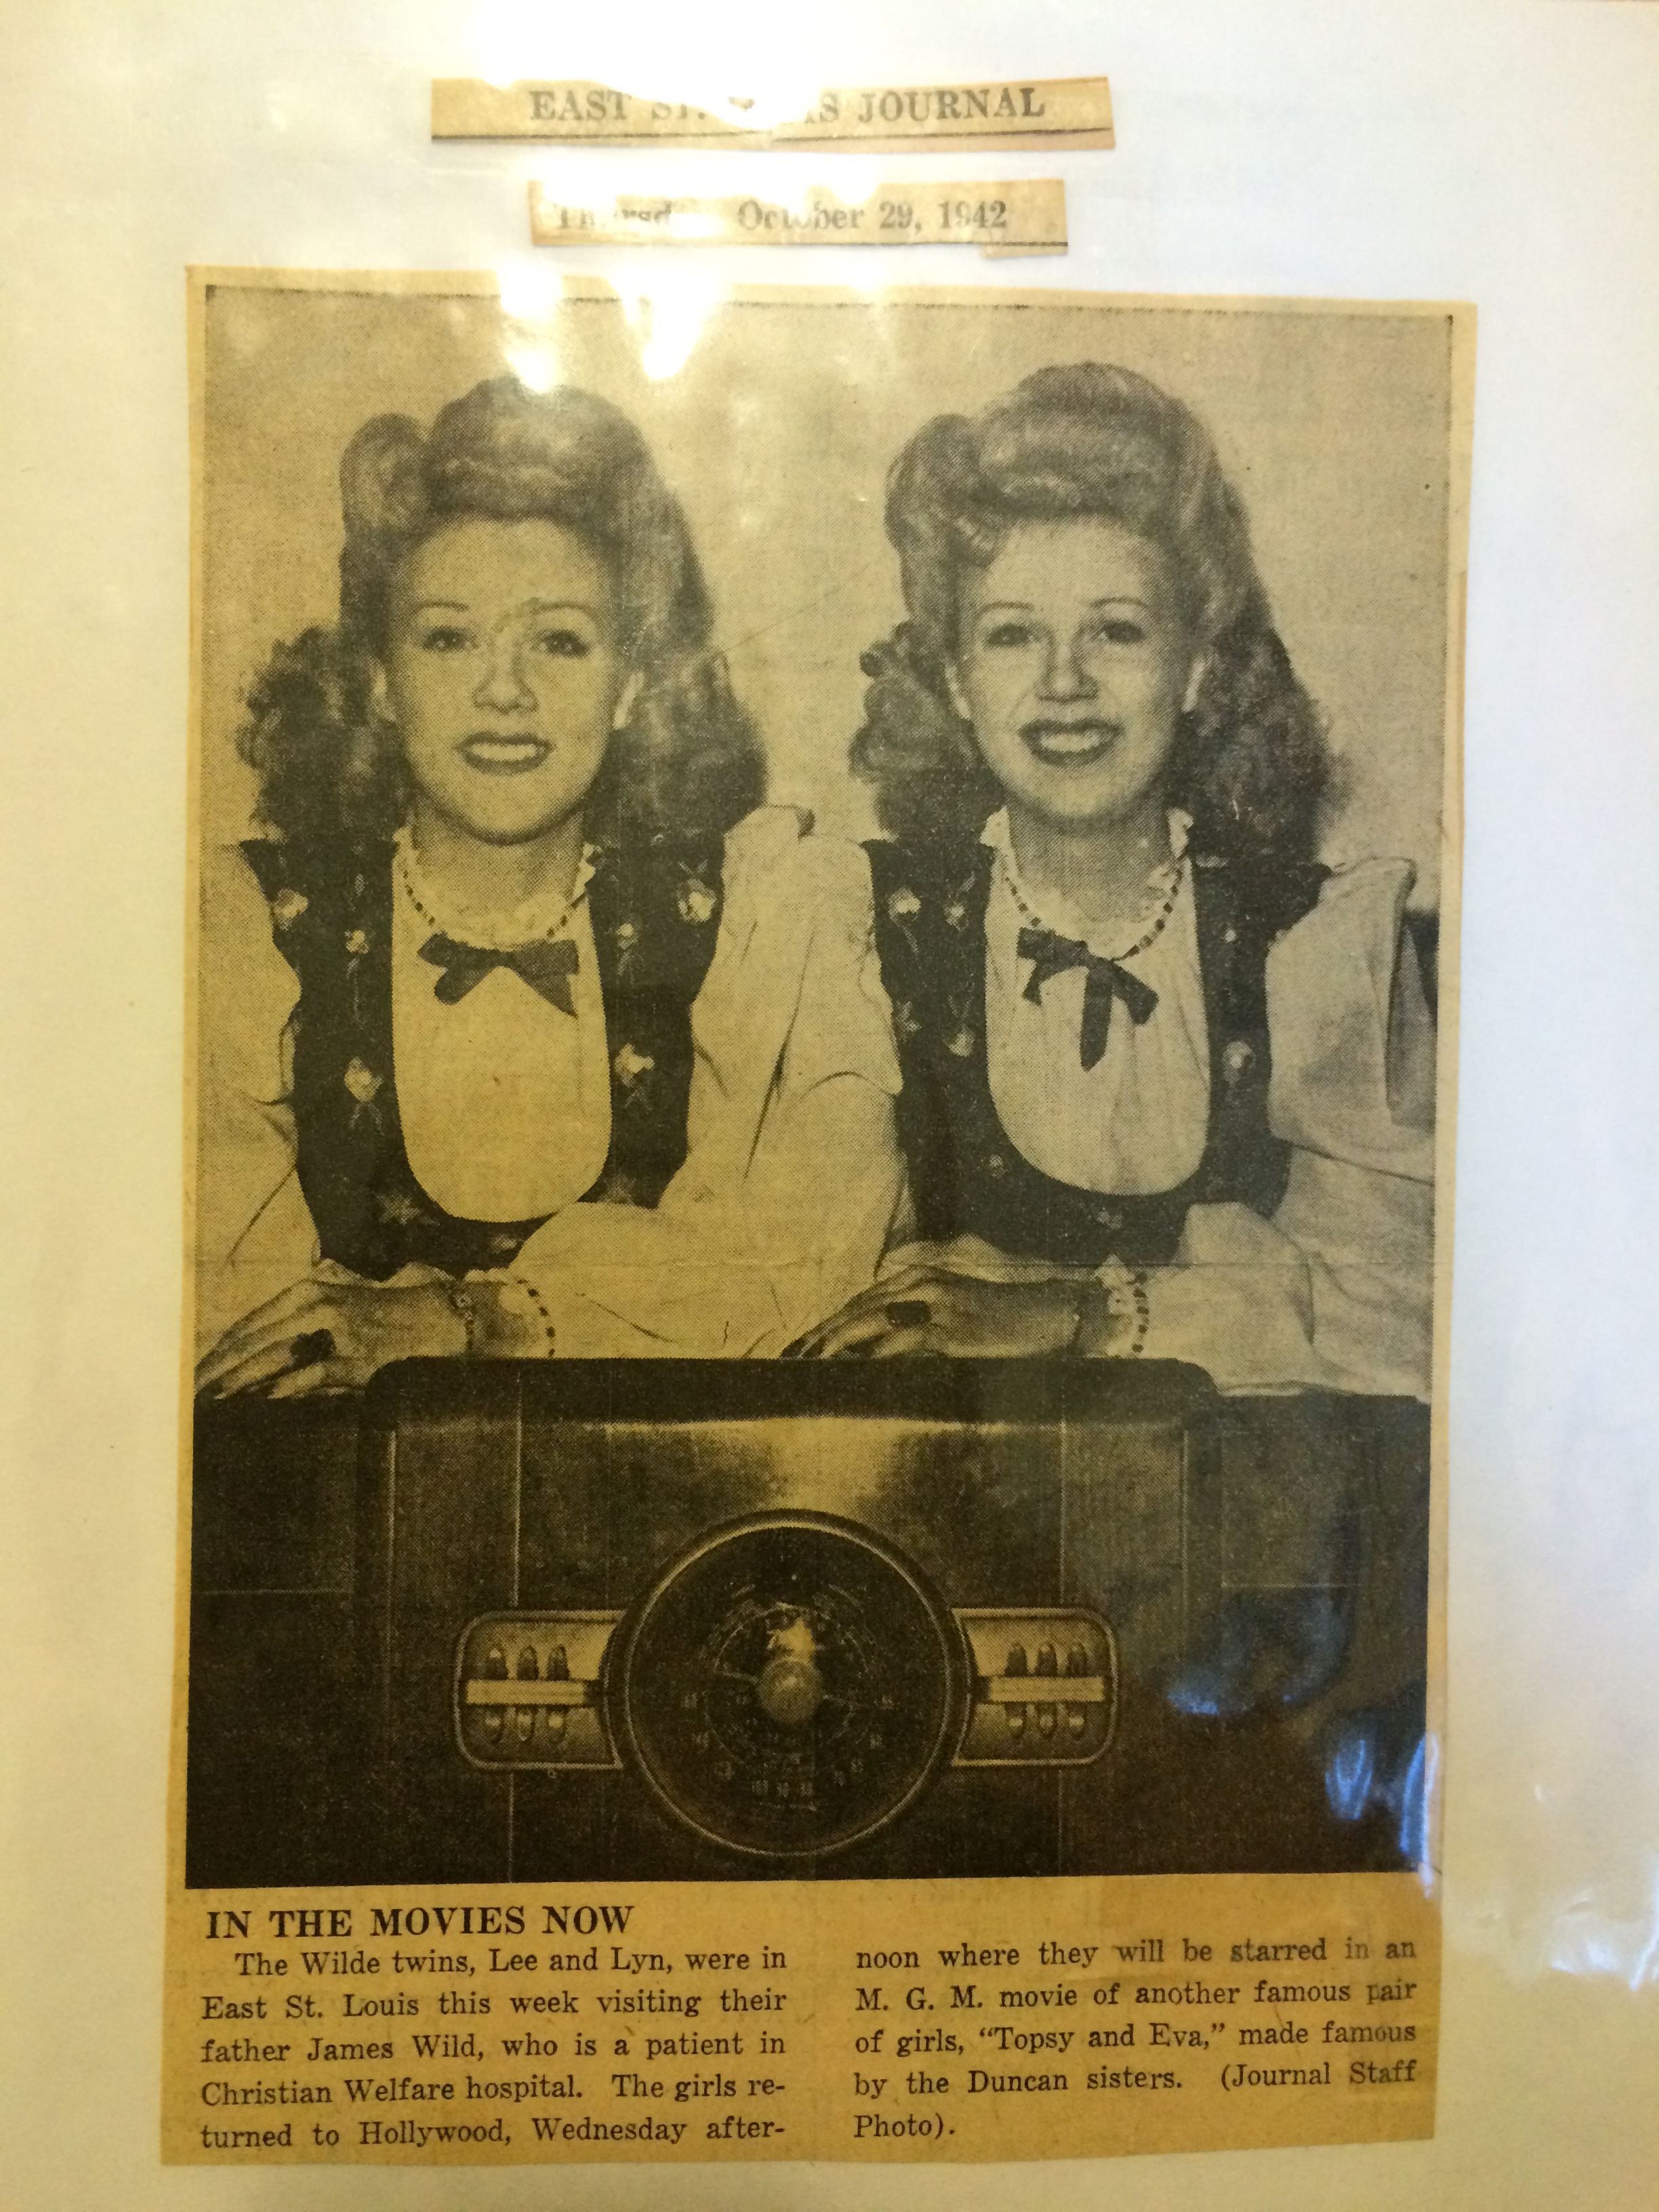 EAST ST. JOURNAL
October 29, 1942
IN THE MOVIES NOW
The Wilde twins, Lee and Lyn, were in
East St. Louis this week visiting their
father James Wild, who is a patient in
Christian Welfare hospital. The girls re-
turned to Hollywood, Wednesday after-
noon where they will be starred in an
M. G. M. movie of another famous pair
of girls, “Topsy and Eva,” made famous
by the Duncan sisters. (Journal Staff
Photo).